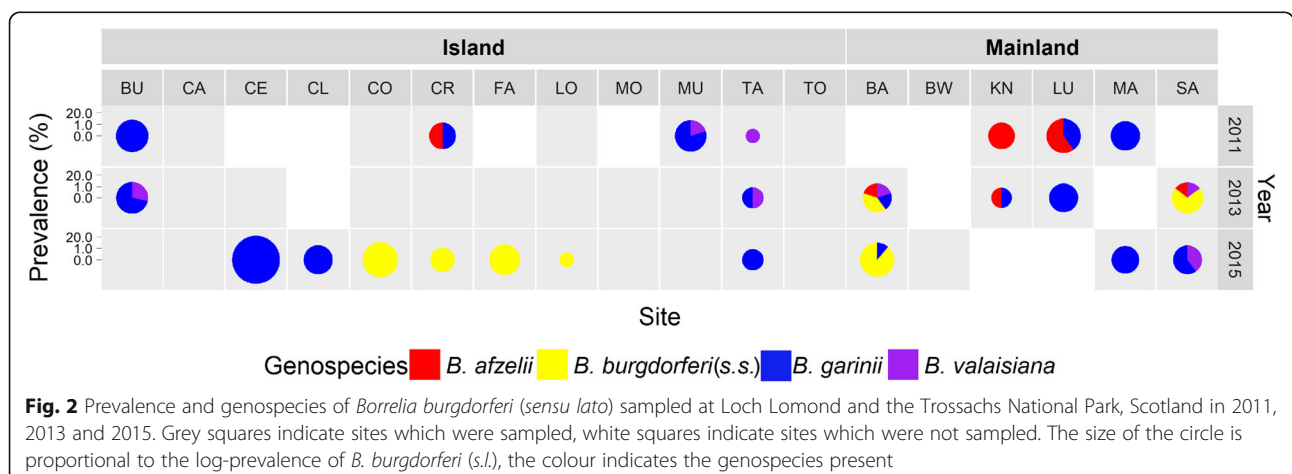 Island Mainland
BU CA CE CL CO CR FA LO MO MU TA TO BA BW KN LU MA SA
Prevalence (%)
20.0
1.0
0.0
2011
20.0
1.0
0.0
2013
20.0
1.0
0.0
2015
Year
Site
Genospecies B. afzelii B. burgdorferi(s.s.) B. garinii B. valaisiana
Fig. 2 Prevalence and genospecies of Borrelia burgdorferi (sensu lato) sampled at Loch Lomond and the Trossachs National Park, Scotland in 2011,
2013 and 2015. Grey squares indicate sites which were sampled, white squares indicate sites which were not sampled. The size of the circle is
proportional to the log-prevalence of B. burgdorferi (s.l.), the colour indicates the genospecies present